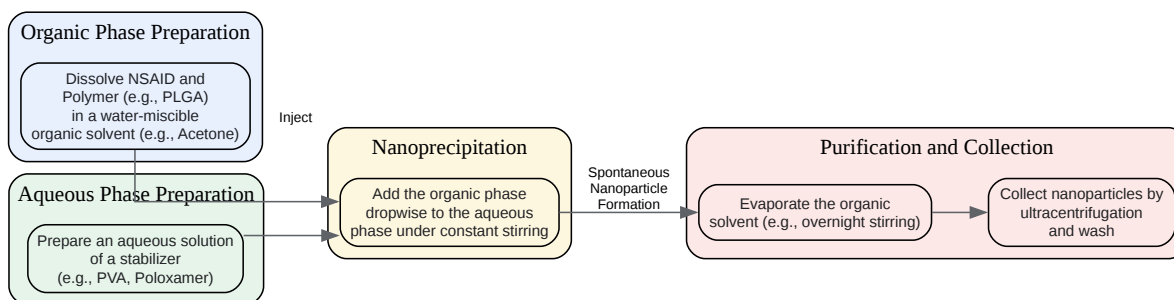 Organic Phase Preparation
Dissolve NSAID and
Polymer (e.g., PLGA)
in a water-miscible
organic solvent (e.g., Acetone)
Inject
Aqueous Phase Preparation
Prepare an aqueous solution
of a stabilizer
(e.g., PVA, Poloxamer)
Nanoprecipitation
Add the organic phase
dropwise to the aqueous
phase under constant stirring
Spontaneous
Nanoparticle
Formation
Purification and Collection
Evaporate the organic
solvent (e.g., overnight stirring)
Collect nanoparticles by
ultracentrifugation
and wash